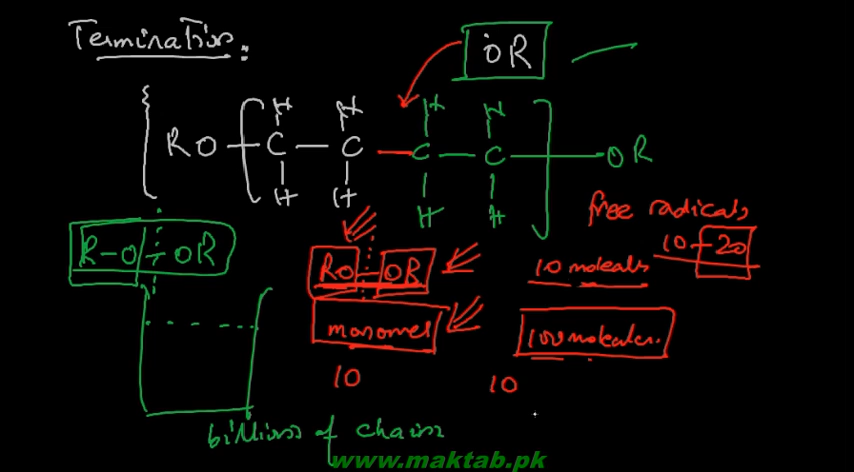 Termination:
ȮR
H H H H
RO — C — C — C — C — OR
H H H H
free radicals
R-O — OR
RO — OR
10 molecules
10 — 20
monomer
100 molecules.
10
10
billions of chains
www.maktab.pk